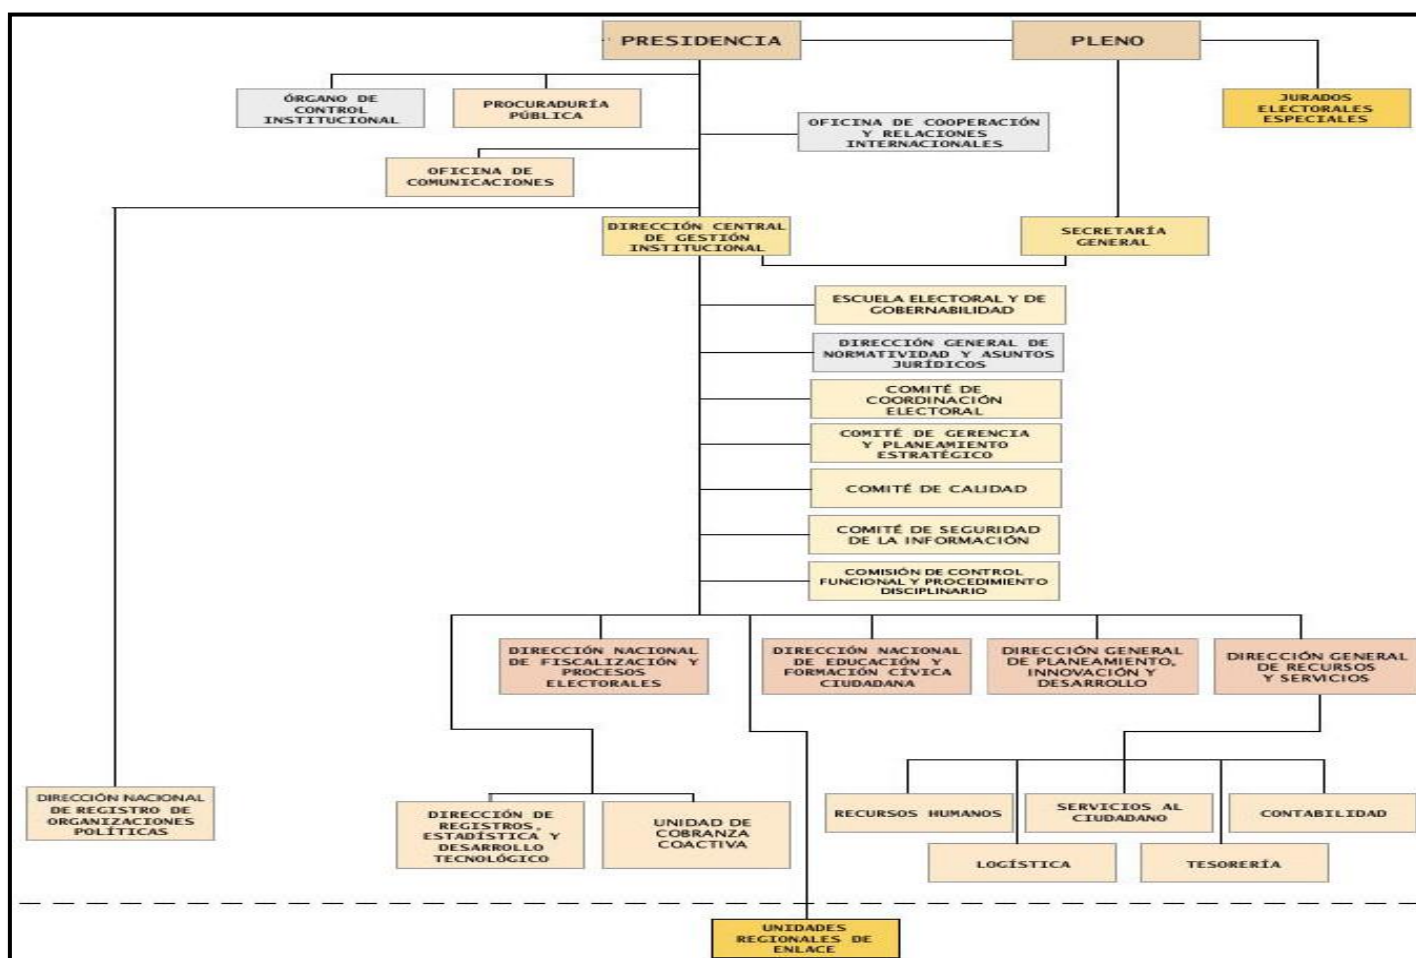 PRESIDENCIA
PLENO
ÓRGANO DE
CONTROL
INSTITUCIONAL
PROCURADURÍA
PÚBLICA
JURADOS
ELECTORALES
ESPECIALES
OFICINA DE COOPERACIÓN
Y RELACIONES
INTERNACIONALES
OFICINA DE
COMUNICACIONES
DIRECCIÓN CENTRAL
DE GESTIÓN
INSTITUCIONAL
SECRETARÍA
GENERAL
ESCUELA ELECTORAL Y DE
GOBERNABILIDAD
DIRECCIÓN GENERAL DE
NORMATIVIDAD Y ASUNTOS
JURÍDICOS
COMITÉ DE
COORDINACIÓN
ELECTORAL
COMITÉ DE GERENCIA
Y PLANEAMIENTO
ESTRATÉGICO
COMITÉ DE CALIDAD
COMITÉ DE SEGURIDAD
DE LA INFORMACIÓN
COMISIÓN DE CONTROL
FUNCIONAL Y PROCEDIMIENTO
DISCIPLINARIO
DIRECCIÓN NACIONAL
DE FISCALIZACIÓN Y
PROCESOS
ELECTORALES
DIRECCIÓN NACIONAL
DE EDUCACIÓN Y
FORMACIÓN CÍVICA
CIUDADANA
DIRECCIÓN GENERAL
DE PLANEAMIENTO,
INNOVACIÓN Y
DESARROLLO
DIRECCIÓN GENERAL
DE RECURSOS
Y SERVICIOS
DIRECCIÓN NACIONAL
DE REGISTRO DE
ORGANIZACIONES
POLÍTICAS
DIRECCIÓN DE
REGISTROS,
ESTADÍSTICA Y
DESARROLLO
TECNOLÓGICO
UNIDAD DE
COBRANZA
COACTIVA
RECURSOS HUMANOS
SERVICIOS AL
CIUDADANO
CONTABILIDAD
LOGÍSTICA
TESORERÍA
UNIDADES
REGIONALES DE
ENLACE